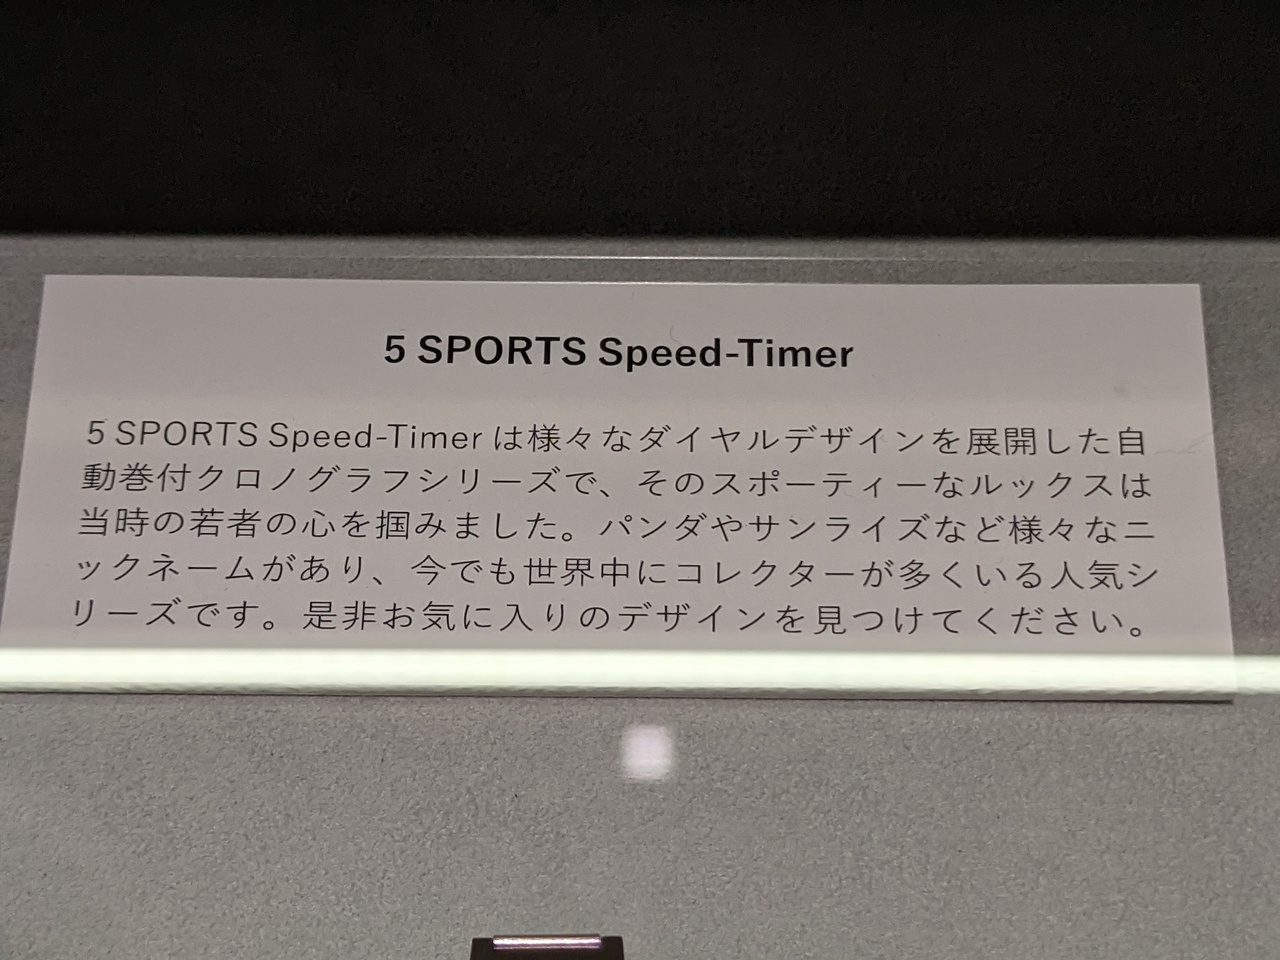 5 SPORTS Speed-Timer
5 SPORTS Speed-Timer は様々なダイヤルデザインを展開した自
動巻付クロノグラフシリーズで、そのスポーティーなルックスは
当時の若者の心を掴みました。パンダやサンライズなど様々なニ
ックネームがあり、今でも世界中にコレクターが多くいる人気シ
リーズです。是非お気に入りのデザインを見つけてください。